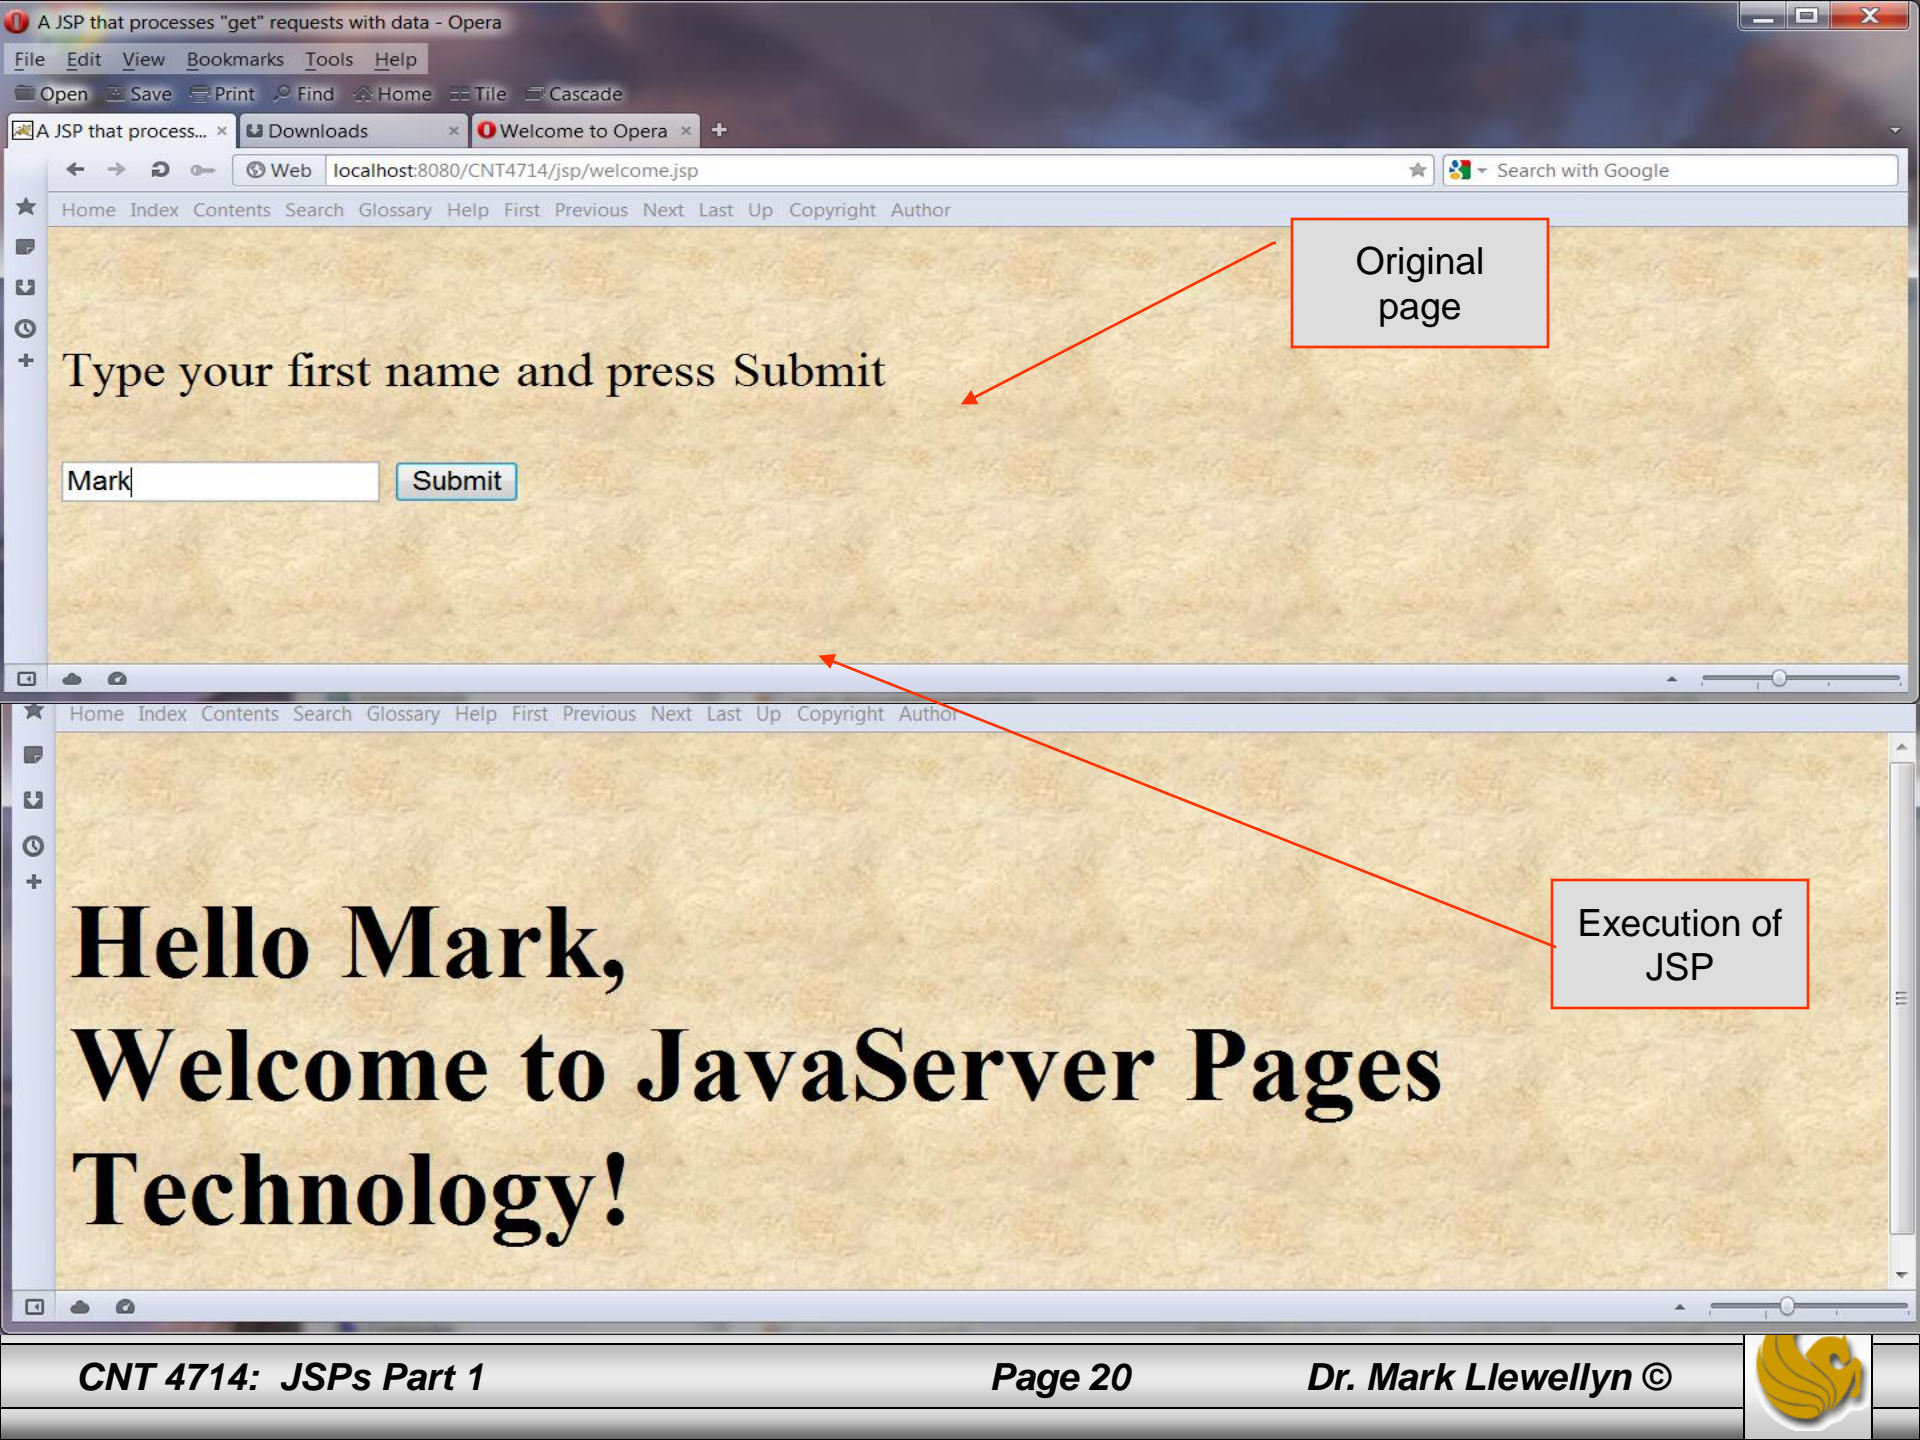 A JSP that processes "get" requests with data - Opera
File Edit View Bookmarks Tools Help
Open Save Print Find Home Tile Cascade
A JSP that process... Downloads Welcome to Opera
Web localhost:8080/CNT4714/jsp/welcome.jsp Search with Google
Home Index Contents Search Glossary Help First Previous Next Last Up Copyright Author
Original
page
Type your first name and press Submit
Mark Submit
Home Index Contents Search Glossary Help First Previous Next Last Up Copyright Author
Execution of
JSP
Hello Mark,
Welcome to JavaServer Pages
Technology!
CNT 4714: JSPs Part 1 Page 20 Dr. Mark Llewellyn ©